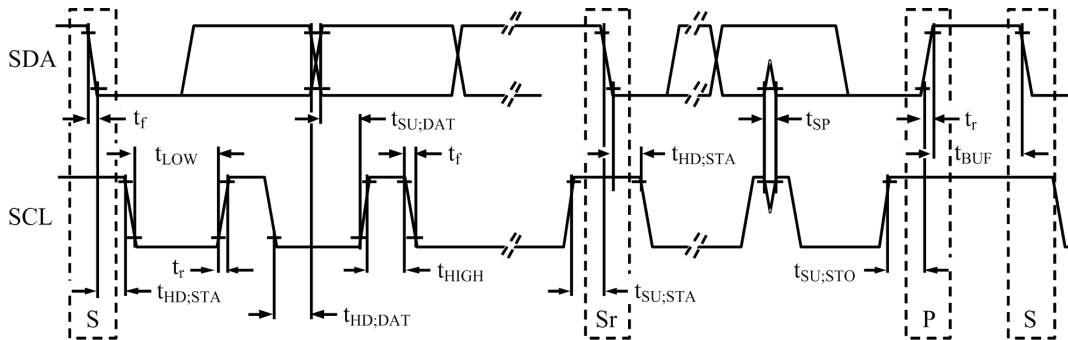 SDA
t_f
t_SU;DAT
t_SP
t_r
t_LOW
t_f
t_HD;STA
t_BUF
SCL
t_r
t_HD;STA
t_HD;DAT
t_HIGH
t_SU;STA
t_SU;STO
S
Sr
P
S